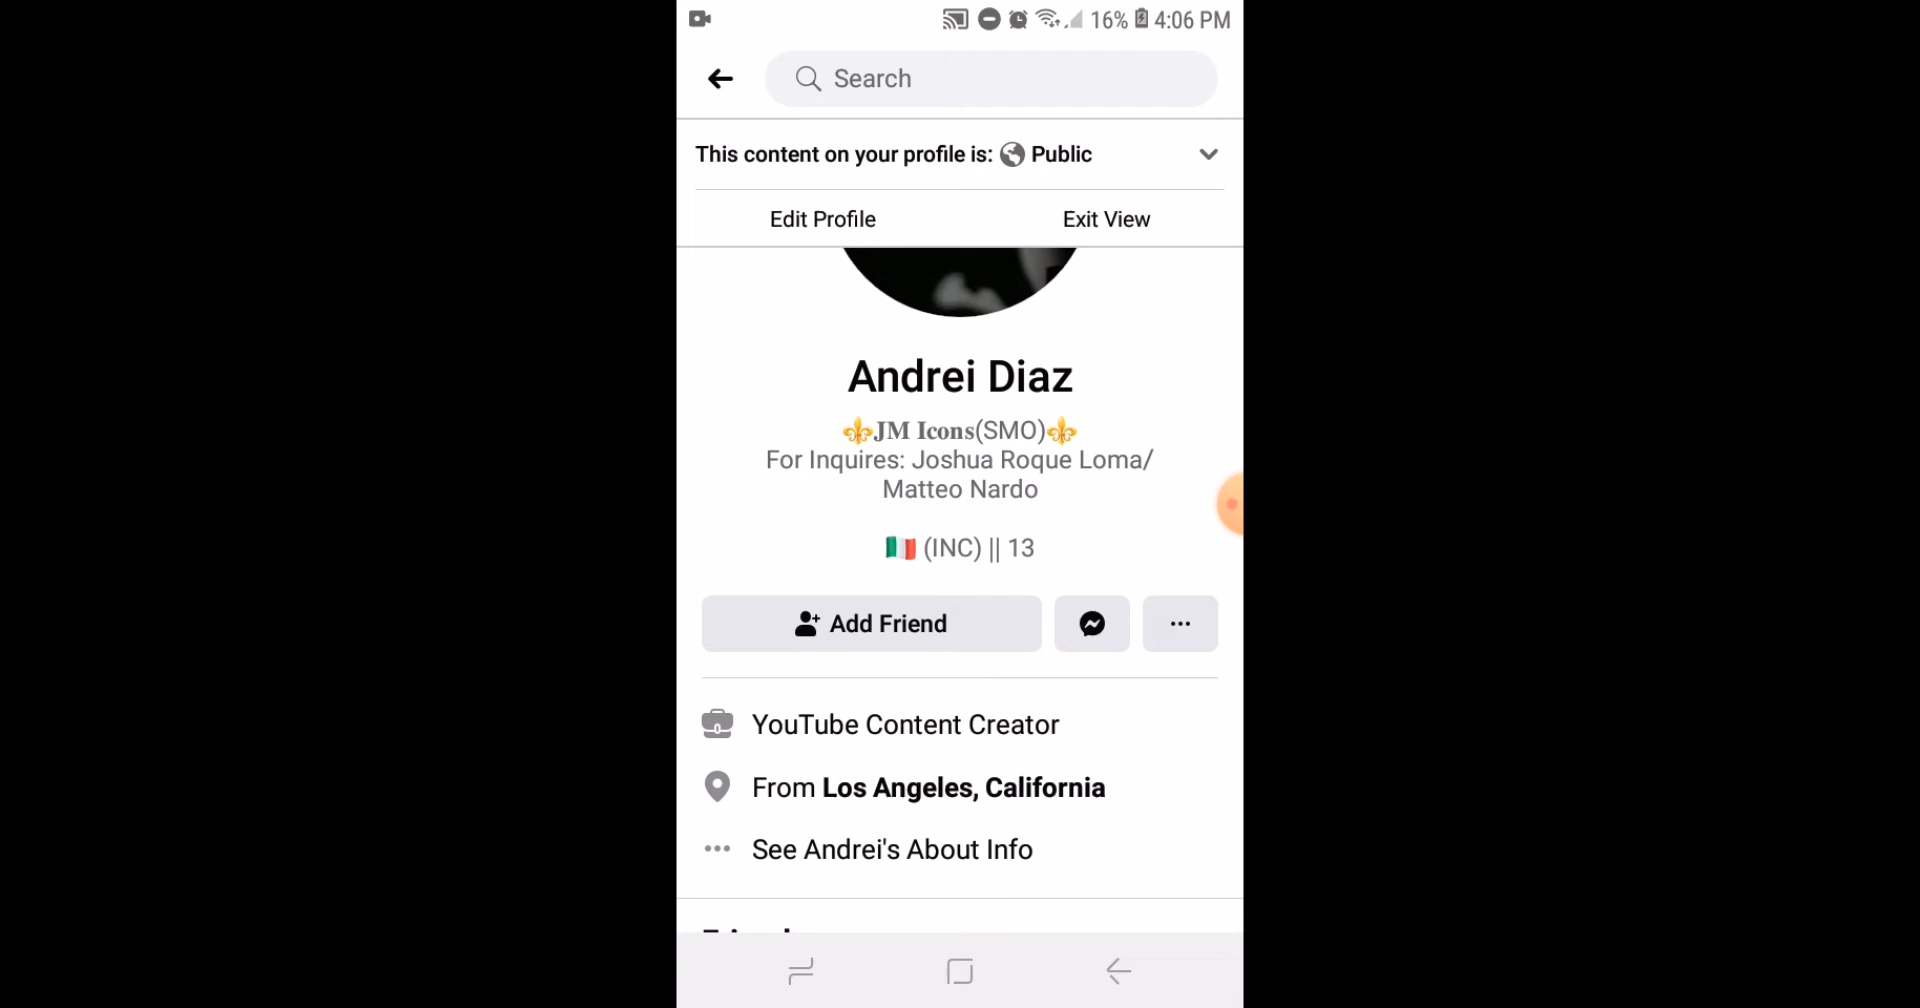 16% 4:06 PM
Search
This content on your profile is: Public
Edit Profile Exit View
Andrei Diaz
⚜️JM Icons(SMO)⚜️
For Inquires: Joshua Roque Loma/
Matteo Nardo
🇮🇹 (INC) || 13
Add Friend
YouTube Content Creator
From Los Angeles, California
See Andrei's About Info